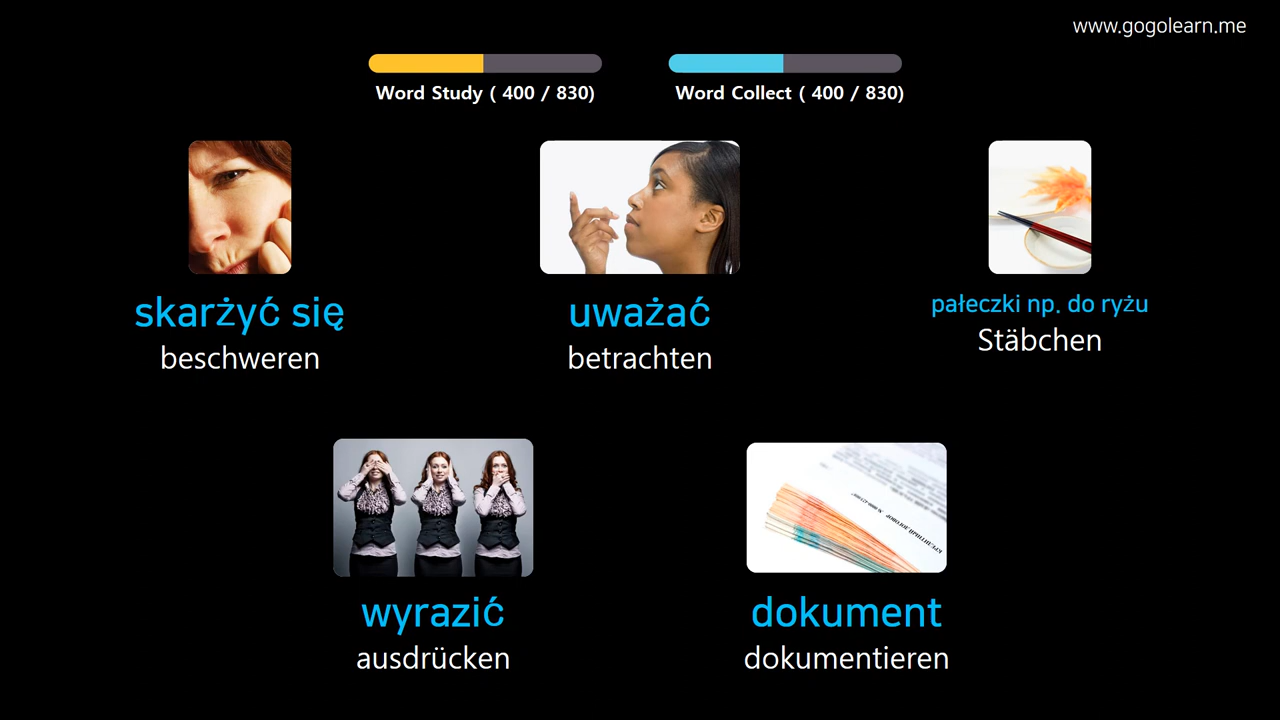 www.gogolearn.me
Word Study ( 400 / 830)
Word Collect ( 400 / 830)
skarżyć się
beschweren
uważać
betrachten
pałeczki np. do ryżu
Stäbchen
wyrazić
ausdrücken
dokument
dokumentieren